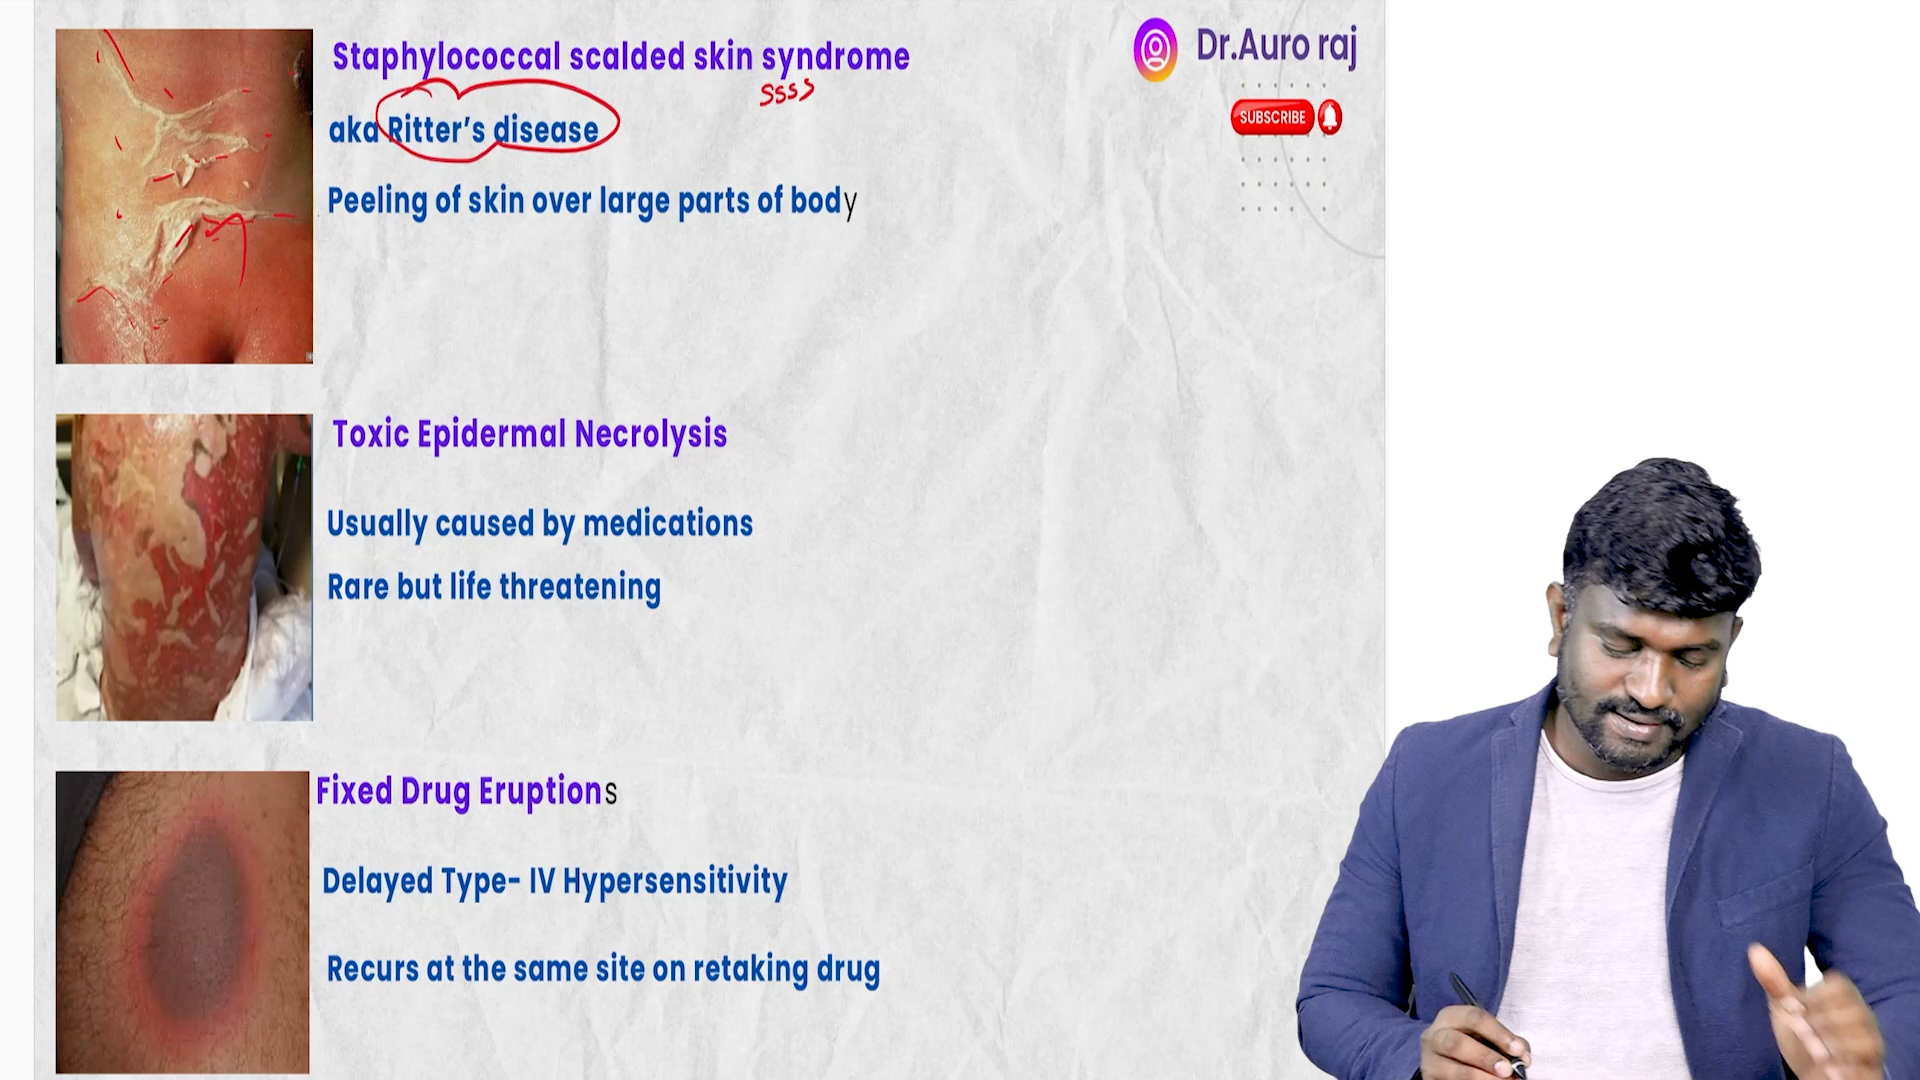 Staphylococcal scalded skin syndrome
ssss
aka Ritter's disease
Peeling of skin over large parts of body
Dr.Auro raj
SUBSCRIBE
Toxic Epidermal Necrolysis
Usually caused by medications
Rare but life threatening
Fixed Drug Eruptions
Delayed Type- IV Hypersensitivity
Recurs at the same site on retaking drug